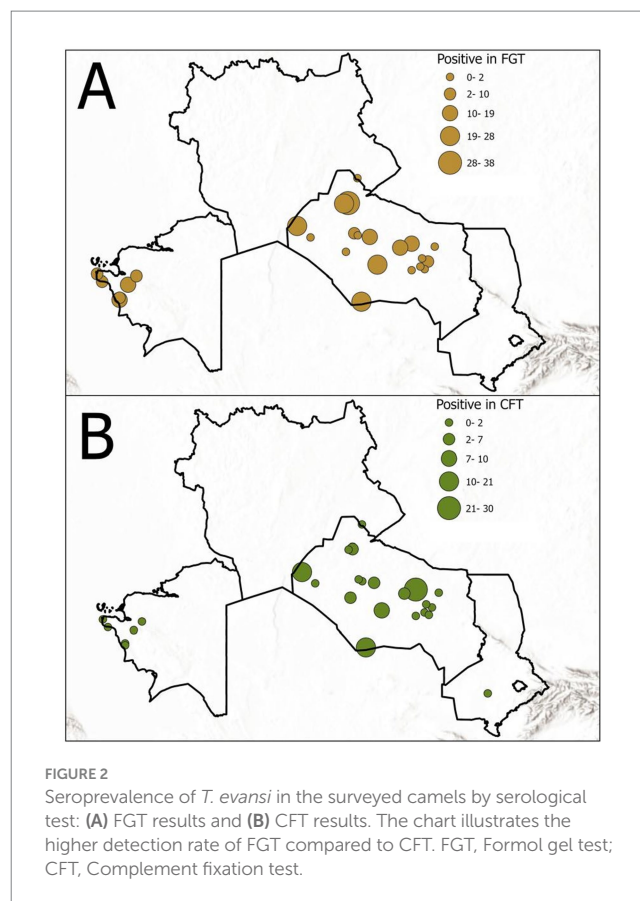 A
Positive in FGT
0- 2
2- 10
10- 19
19- 28
28- 38
B
Positive in CFT
0- 2
2- 7
7- 10
10- 21
21- 30
FIGURE 2
Seroprevalence of T. evansi in the surveyed camels by serological
test: (A) FGT results and (B) CFT results. The chart illustrates the
higher detection rate of FGT compared to CFT. FGT, Formol gel test;
CFT, Complement fixation test.